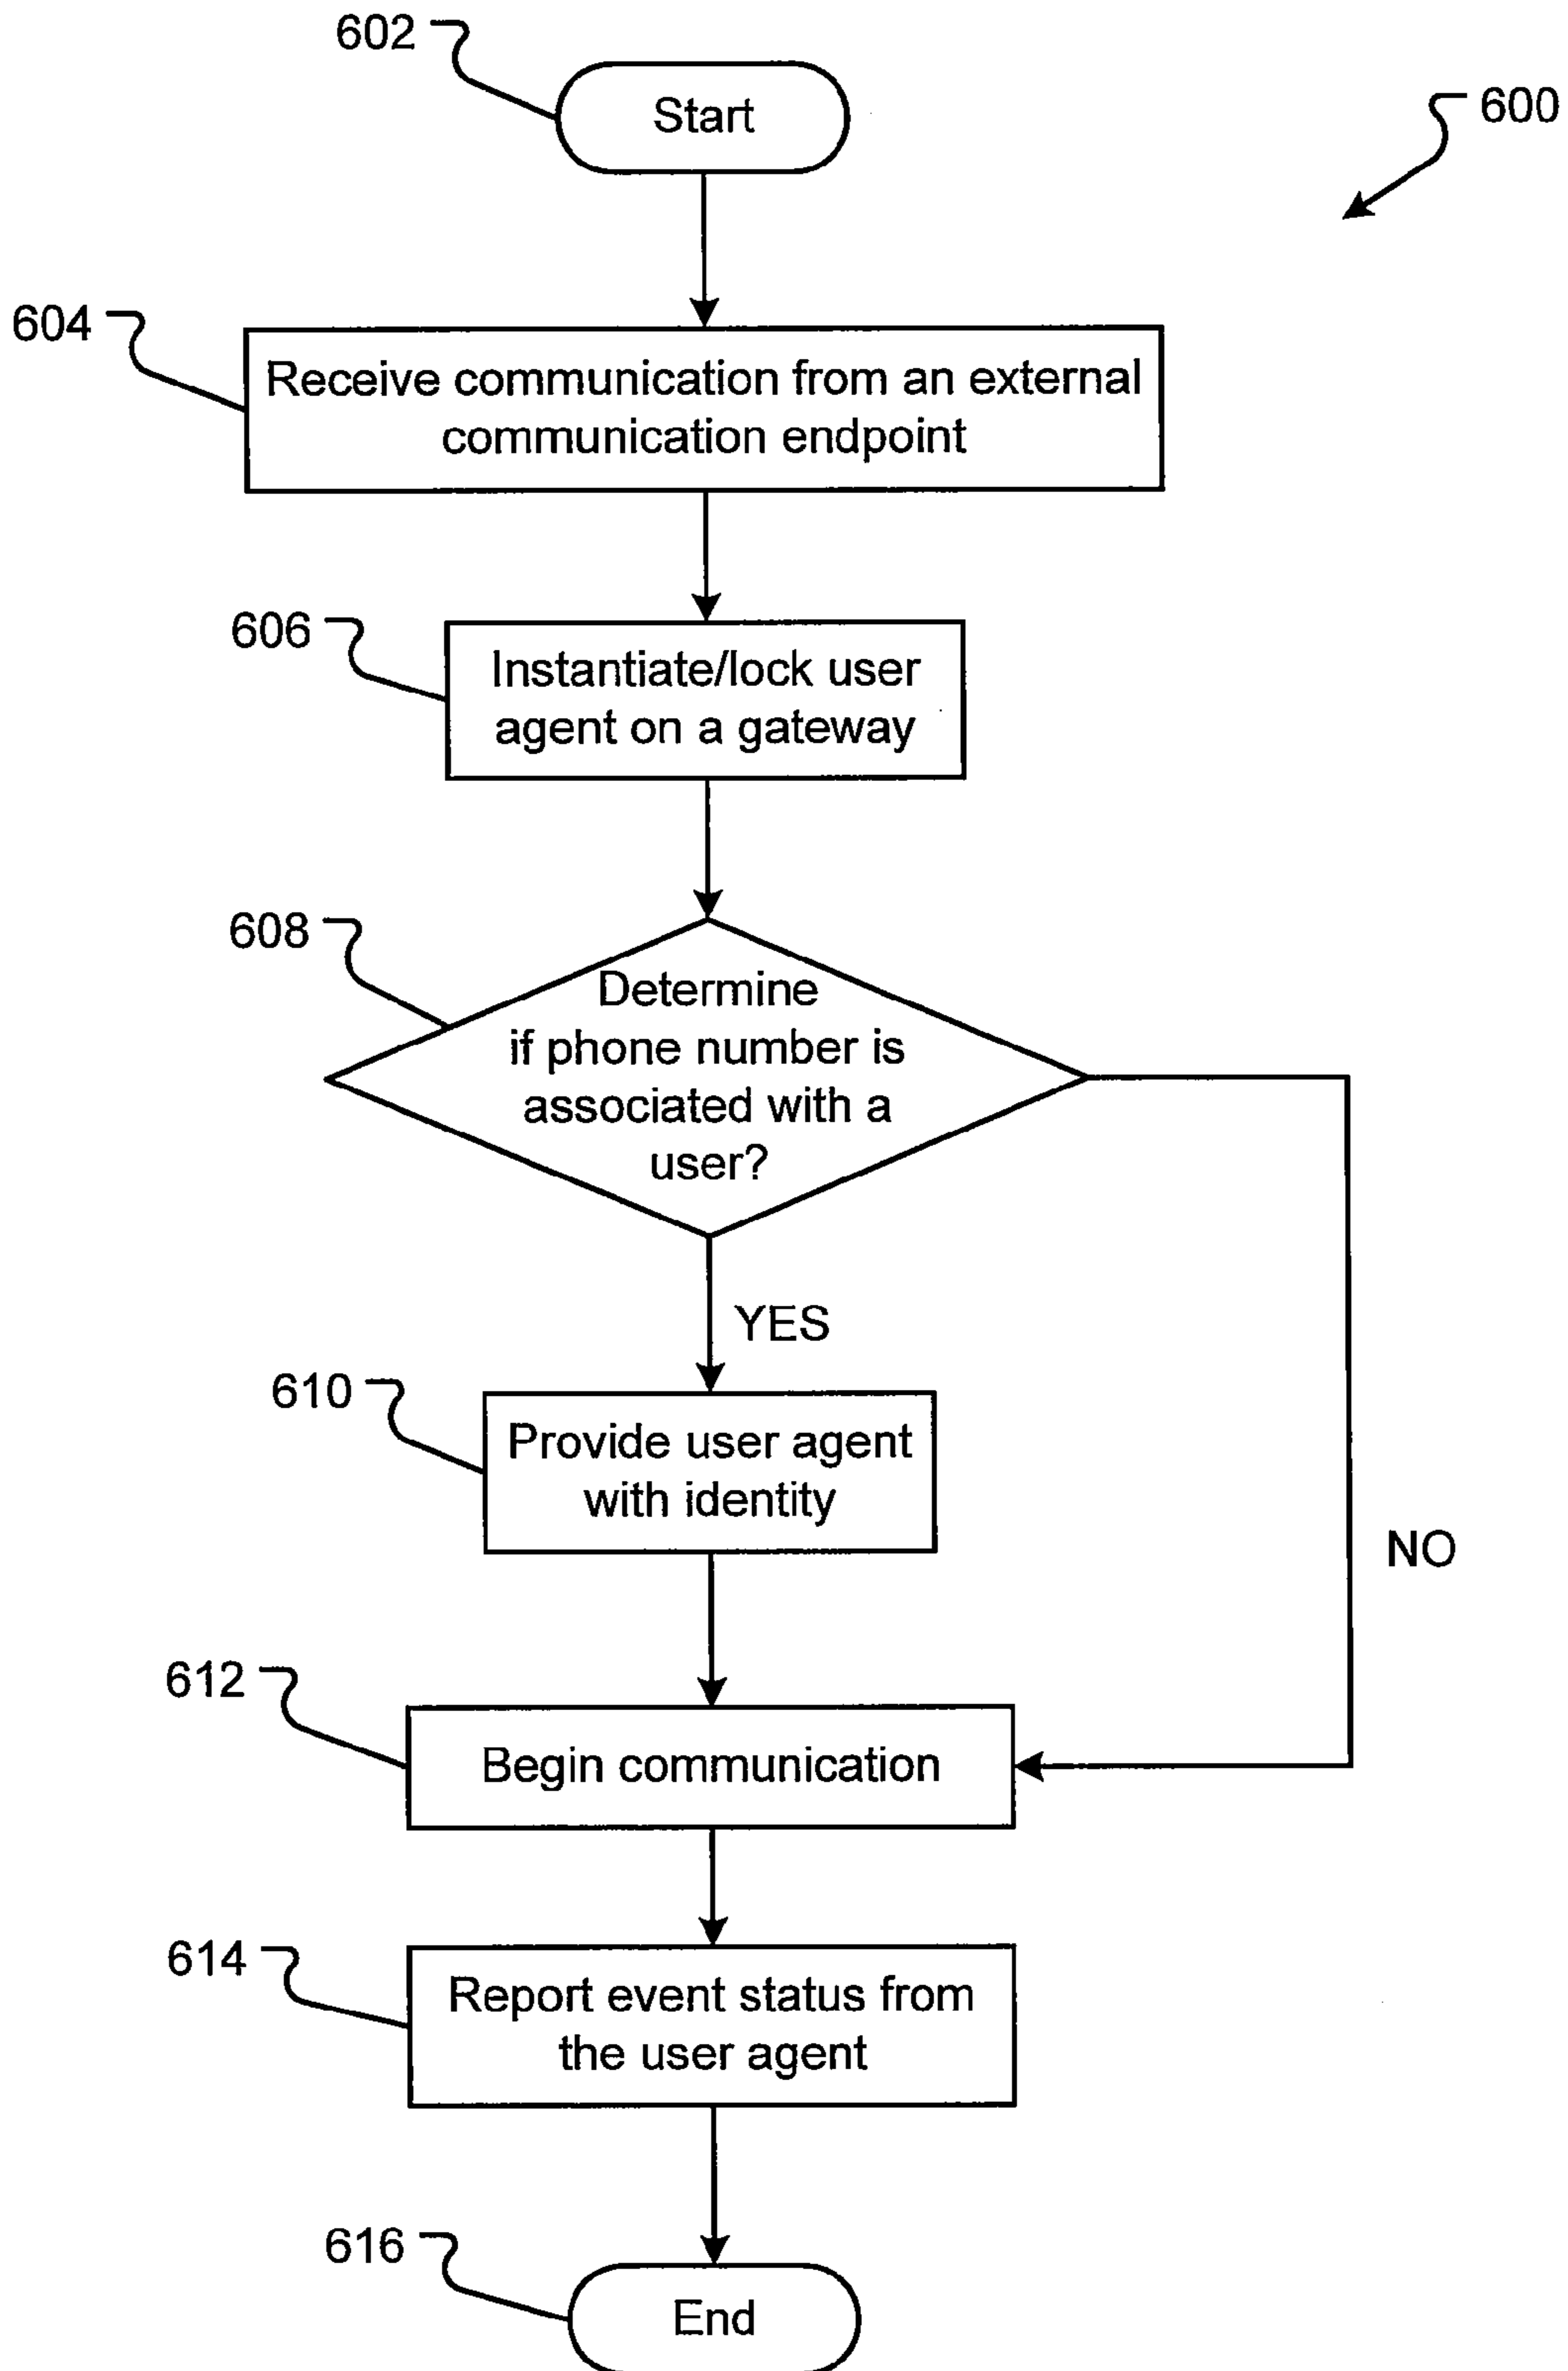 602
Start
600
604
Receive communication from an external
communication endpoint
606
Instantiate/lock user
agent on a gateway
608
Determine
if phone number is
associated with a
user?
YES
610
Provide user agent
with identity
NO
612
Begin communication
614
Report event status from
the user agent
616
End